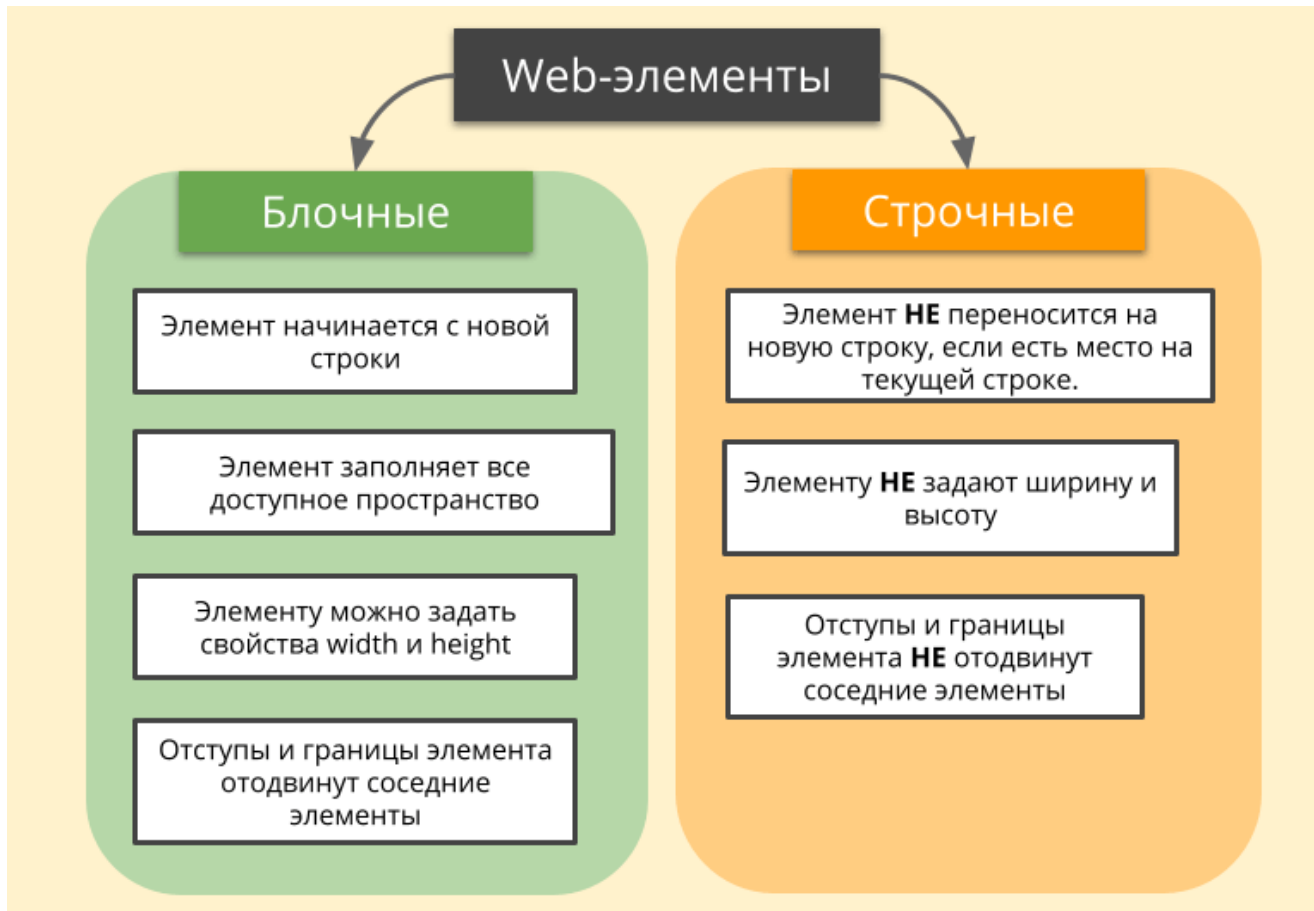 Web-элементы
Блочные
Элемент начинается с новой
строки
Элемент заполняет все
доступное пространство
Элементу можно задать
свойства width и height
Отступы и границы элемента
отодвинут соседние
элементы
Строчные
Элемент НЕ переносится на
новую строку, если есть место на
текущей строке.
Элементу НЕ задают ширину и
высоту
Отступы и границы
элемента НЕ отодвинут
соседние элементы